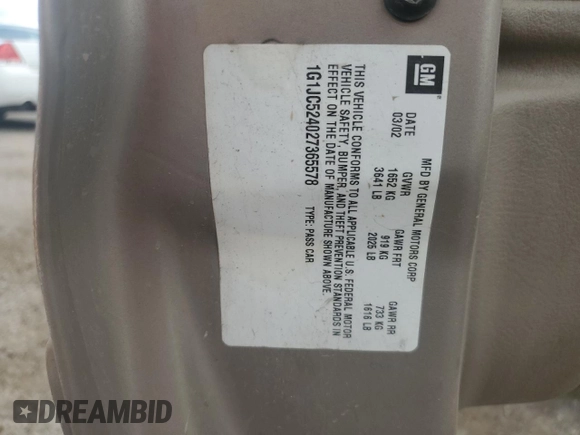 GM
MFD BY GENERAL MOTORS CORP
DATE GVWR GAWR FRT GAWR RR
03/02 1652 KG 919 KG 733 KG
3641 LB 2025 LB 1616 LB
THIS VEHICLE CONFORMS TO ALL APPLICABLE U.S. FEDERAL MOTOR
VEHICLE SAFETY, BUMPER, AND THEFT PREVENTION STANDARDS IN
EFFECT ON THE DATE OF MANUFACTURE SHOWN ABOVE.
1G1JC524027365578 TYPE: PASS CAR
DREAMBID